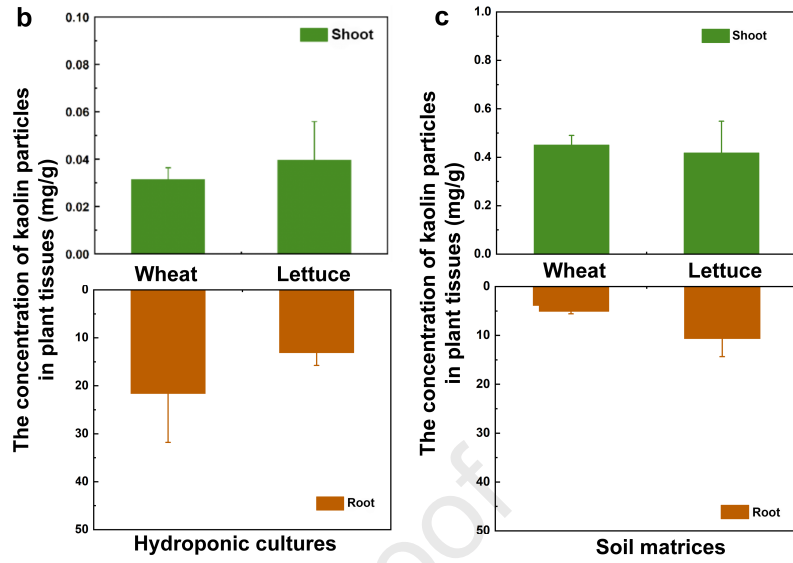 b
The concentration of kaolin particles
in plant tissues (mg/g)
0.10
0.08
0.06
0.04
0.02
0.00
Shoot
Wheat
Lettuce
0
10
20
30
40
50
Root
Hydroponic cultures
c
The concentration of kaolin particles
in plant tissues (mg/g)
1.0
0.8
0.6
0.4
0.2
0.0
Shoot
Wheat
Lettuce
0
10
20
30
40
50
Root
Soil matrices
oof